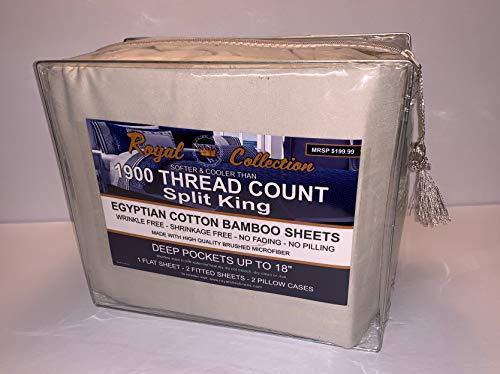 MRSP $199.99
Royal Collection
SOFTER & COOLER THAN
1900 THREAD COUNT
Split King
EGYPTIAN COTTON BAMBOO SHEETS
WRINKLE FREE - SHRINKAGE FREE - NO FADING - NO PILLING
MADE WITH HIGH QUALITY BRUSHED MICROFIBER
DEEP POCKETS UP TO 18"
1 FLAT SHEET - 2 FITTED SHEETS - 2 PILLOW CASES